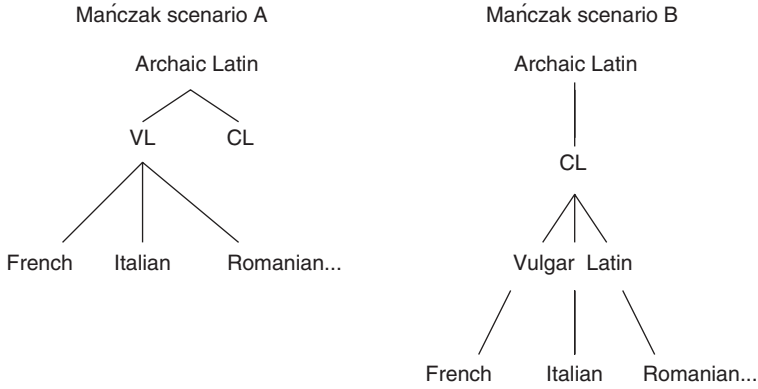 Mańczak scenario A
Archaic Latin
VL CL
French Italian Romanian...
Mańczak scenario B
Archaic Latin
CL
Vulgar Latin
French Italian Romanian...